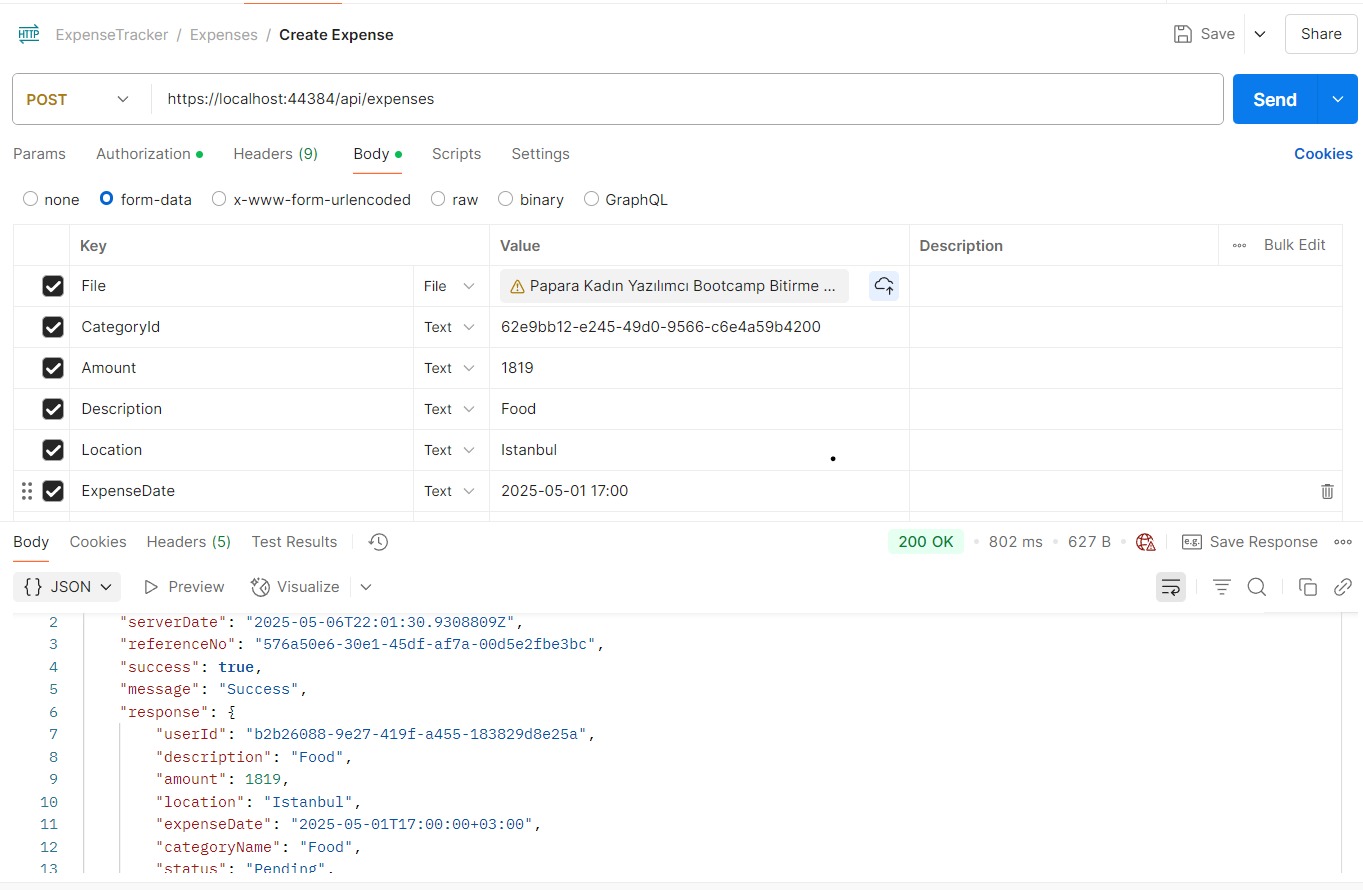 HTTP ExpenseTracker / Expenses / Create Expense Save Share
POST https://localhost:44384/api/expenses Send
Params Authorization Headers (9) Body Scripts Settings Cookies
none form-data x-www-form-urlencoded raw binary GraphQL
Key Value Description Bulk Edit
File File Papara Kadın Yazılımcı Bootcamp Bitirme ...
CategoryId Text 62e9bb12-e245-49d0-9566-c6e4a59b4200
Amount Text 1819
Description Text Food
Location Text Istanbul
ExpenseDate Text 2025-05-01 17:00
Body Cookies Headers (5) Test Results 200 OK 802 ms 627 B e.g. Save Response
{} JSON Preview Visualize
2 "serverDate": "2025-05-06T22:01:30.9308809Z",
3 "referenceNo": "576a50e6-30e1-45df-af7a-00d5e2fbe3bc",
4 "success": true,
5 "message": "Success",
6 "response": {
7 "userId": "b2b26088-9e27-419f-a455-183829d8e25a",
8 "description": "Food",
9 "amount": 1819,
10 "location": "Istanbul",
11 "expenseDate": "2025-05-01T17:00:00+03:00",
12 "categoryName": "Food",
13 "status": "Pending",